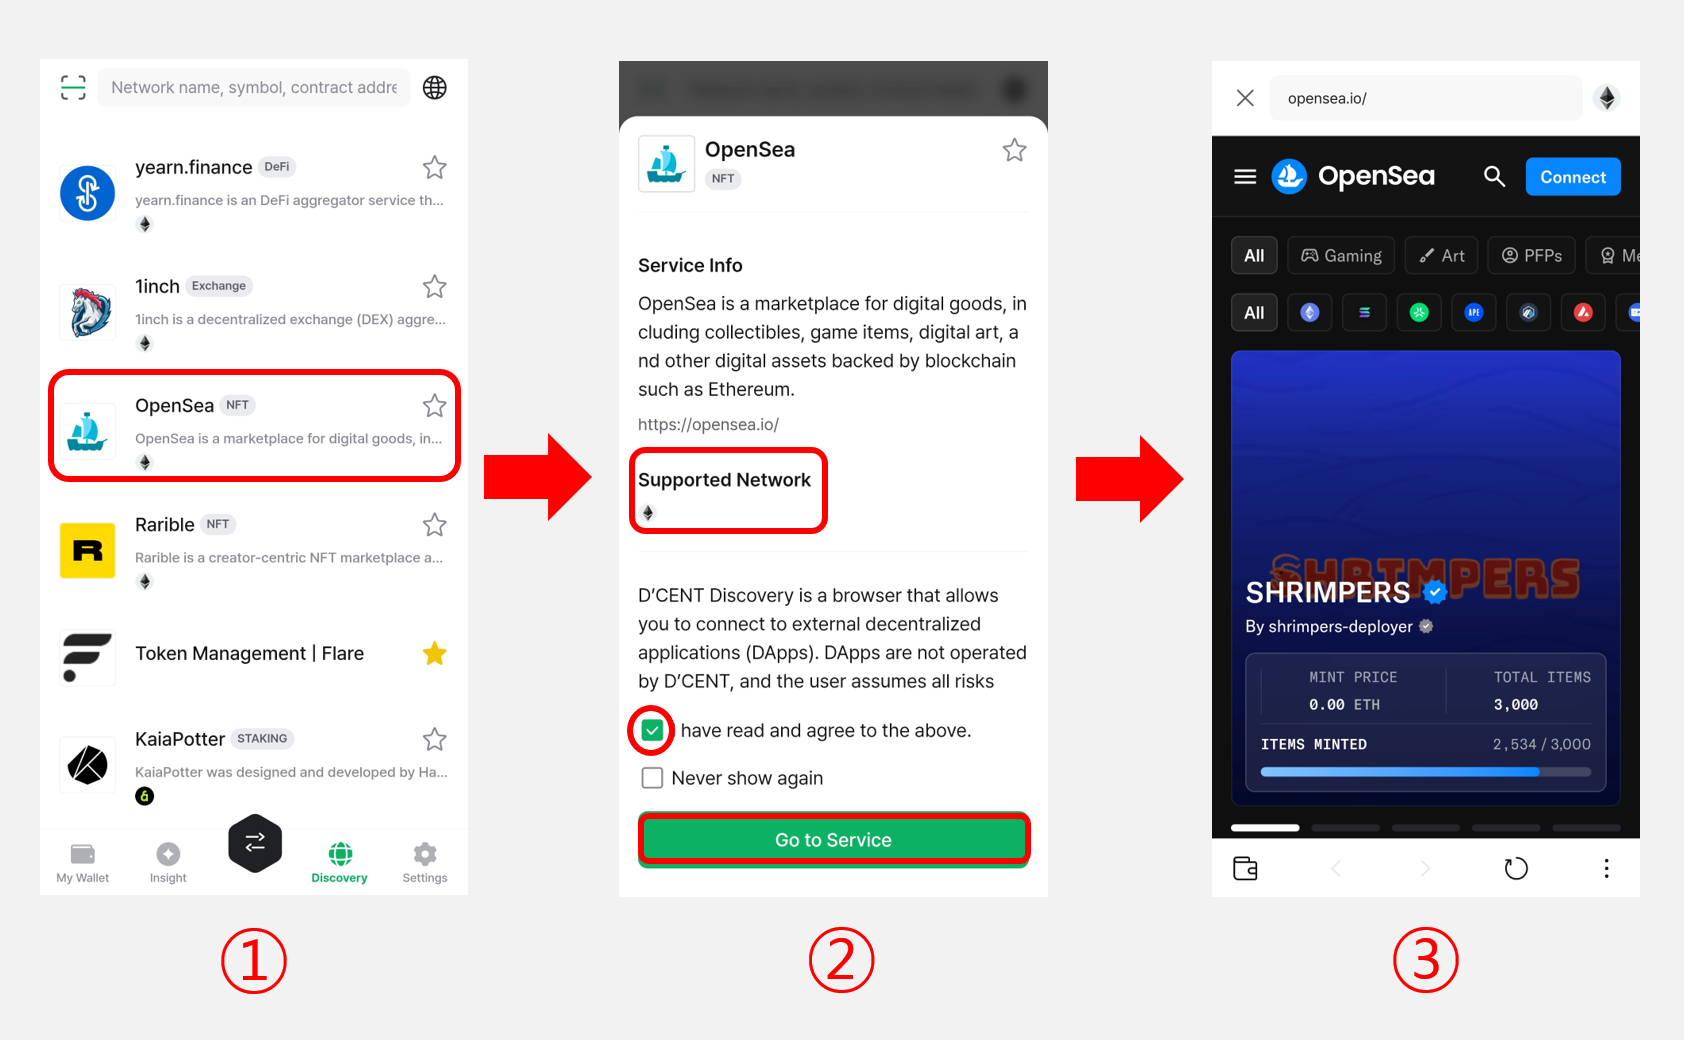 Network name, symbol, contract addre
yearn.finance DeFi
yearn.finance is an DeFi aggregator service th...
1inch Exchange
1inch is a decentralized exchange (DEX) aggre...
OpenSea NFT
OpenSea is a marketplace for digital goods, in...
Rarible NFT
R
Rarible is a creator-centric NFT marketplace a...
Token Management | Flare
KaiaPotter STAKING
KaiaPotter was designed and developed by Ha...
My Wallet
Insight
Discovery
Settings
①
OpenSea
NFT
Service Info
OpenSea is a marketplace for digital goods, in
cluding collectibles, game items, digital art, a
nd other digital assets backed by blockchain
such as Ethereum.
https://opensea.io/
Supported Network
D’CENT Discovery is a browser that allows
you to connect to external decentralized
applications (DApps). DApps are not operated
by D’CENT, and the user assumes all risks
have read and agree to the above.
Never show again
Go to Service
②
opensea.io/
OpenSea
Connect
All Gaming Art PFPs Me
All APE
SHRIMPERS
SHRIMPERS
By shrimpers-deployer
MINT PRICE TOTAL ITEMS
0.00 ETH 3,000
ITEMS MINTED 2,534 / 3,000
③